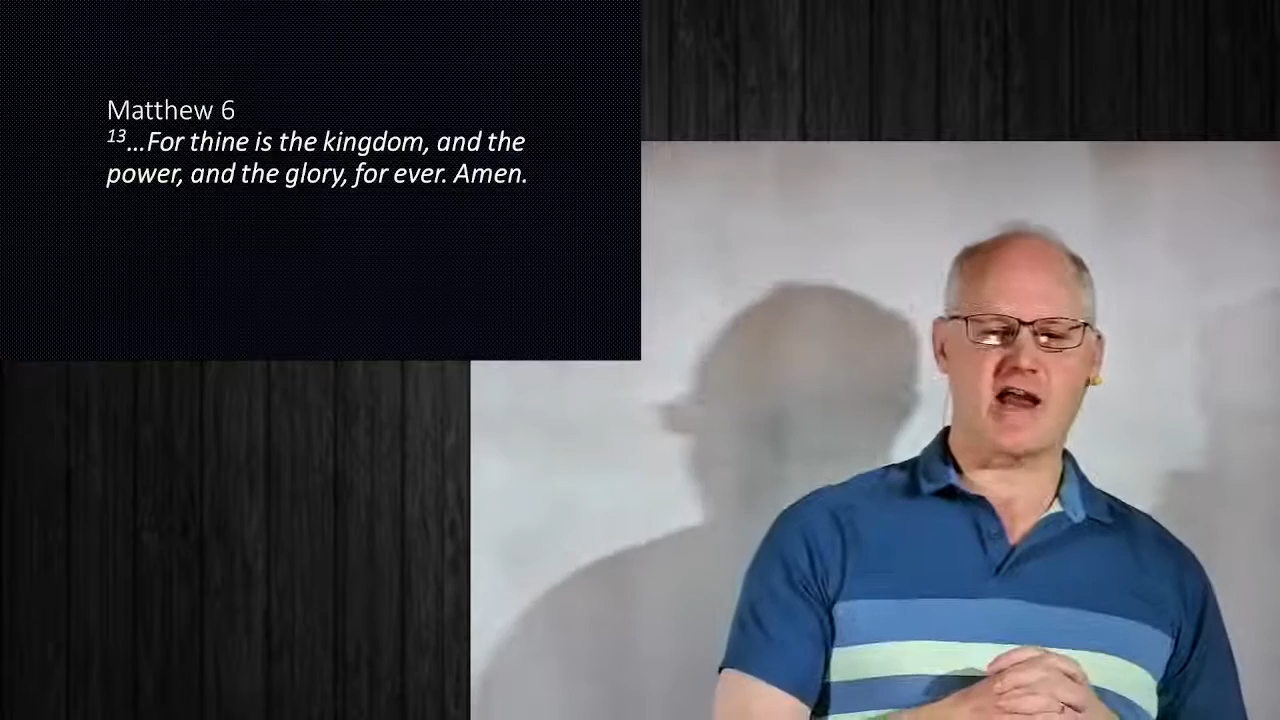 Matthew 6
13...For thine is the kingdom, and the
power, and the glory, for ever. Amen.